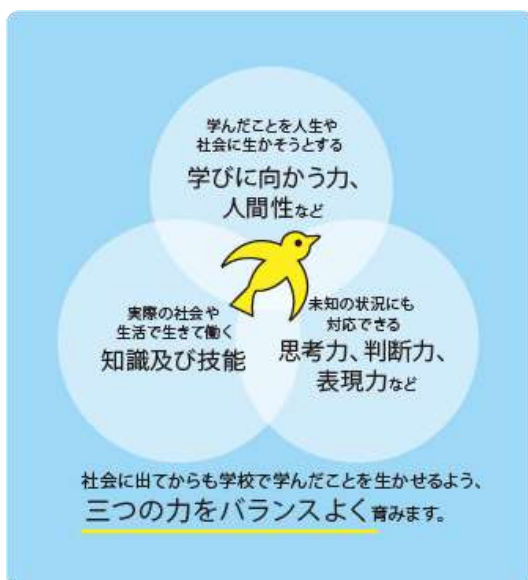 学んだことを人生や
社会に生かそうとする
学びに向かう力、
人間性など
実際の社会や
生活で生きて働く
知識及び技能
未知の状況にも
対応できる
思考力、判断力、
表現力など
社会に出てからも学校で学んだことを生かせるよう、
三つの力をバランスよく育みます。